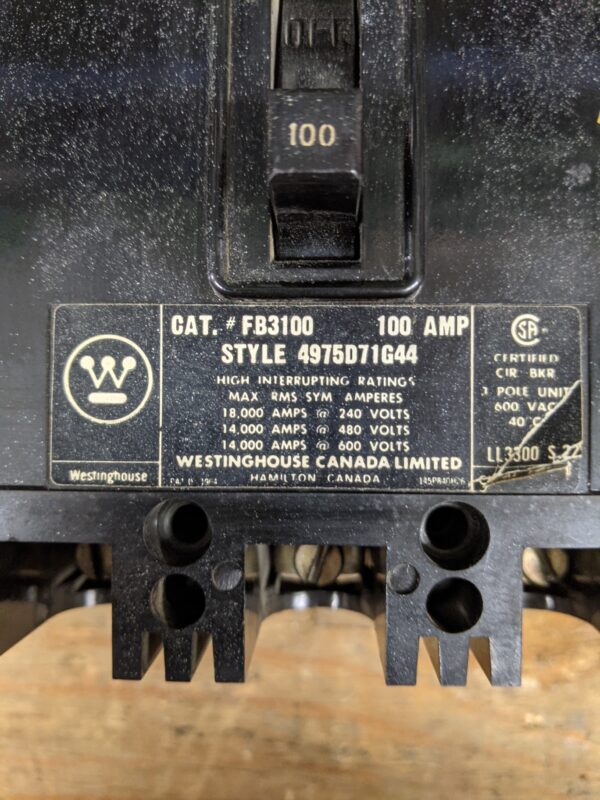 OFF
100
CAT. # FB3100 100 AMP
STYLE 4975D71G44
HIGH INTERRUPTING RATINGS
MAX RMS SYM AMPERES
18,000 AMPS @ 240 VOLTS
14,000 AMPS @ 480 VOLTS
14,000 AMPS @ 600 VOLTS
WESTINGHOUSE CANADA LIMITED
HAMILTON, CANADA
Westinghouse
SA
CERTIFIED
CIR BKR
3 POLE UNIT
600 VAC
40°C
LL3300 S-22